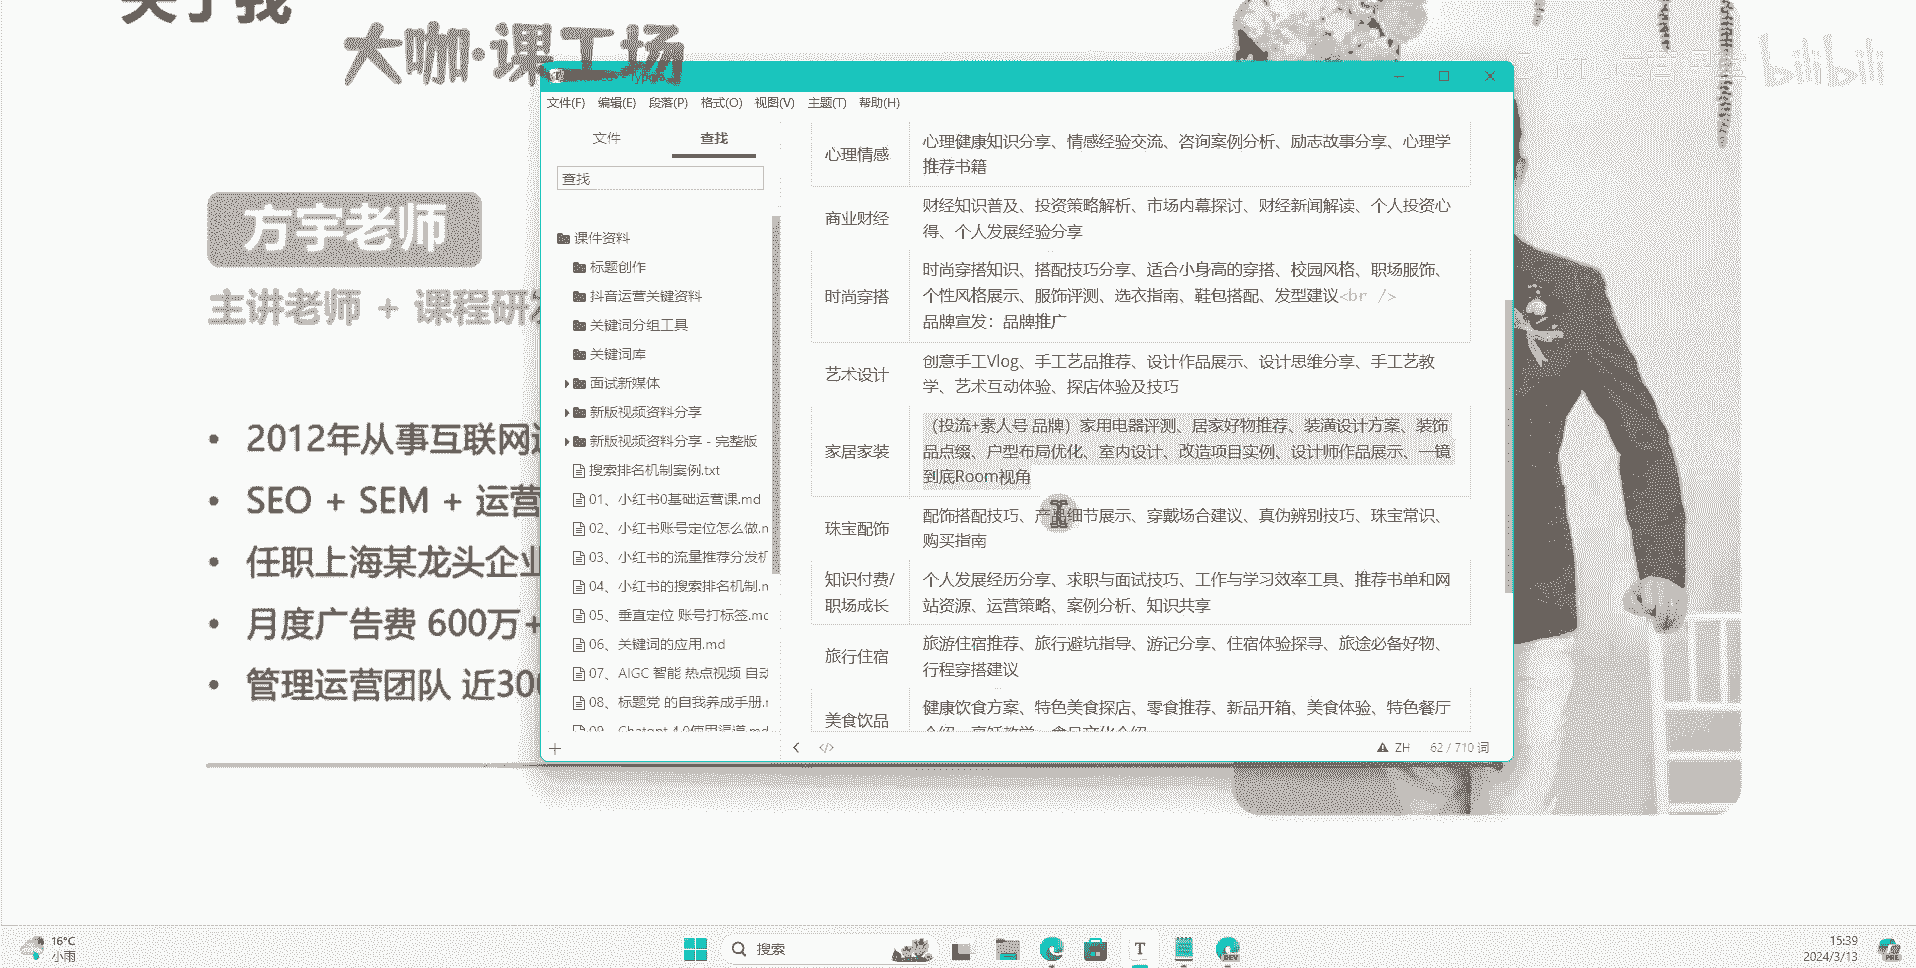 关于我
大咖·课工场
bilibili
方宇老师
主讲老师 + 课程研发
2012年从事互联网
SEO + SEM + 运营
任职上海某龙头企业
月度广告费 600万+
管理运营团队 近300
文件(F) 编辑(E) 段落(P) 格式(O) 视图(V) 主题(T) 帮助(H)
文件 查找
查找
课件资料
标题创作
抖音运营关键资料
关键词分组工具
关键词库
面试新媒体
新版视频资料分享
新版视频资料分享 - 完整版
搜索排名机制案例.txt
01、小红书0基础运营课.md
02、小红书账号定位怎么做.n
03、小红书的流量推荐分发机
04、小红书的搜索排名机制.n
05、垂直定位 账号打标签.mc
06、关键词的应用.md
07、AIGC 智能 热点视频 自动
08、标题党 的自我养成手册.r
09、Chatgpt 4.0使用渠道.md
心理情感
心理健康知识分享、情感经验交流、咨询案例分析、励志故事分享、心理学
推荐书籍
商业财经
财经知识普及、投资策略解析、市场内幕探讨、财经新闻解读、个人投资心
得、个人发展经验分享
时尚穿搭
时尚穿搭知识、搭配技巧分享、适合小身高的穿搭、校园风格、职场服饰、
个性风格展示、服饰评测、选衣指南、鞋包搭配、发型建议<br />
品牌宣发：品牌推广
艺术设计
创意手工Vlog、手工艺品推荐、设计作品展示、设计思维分享、手工艺教
学、艺术互动体验、探店体验及技巧
家居家装
（投流+素人号 品牌）家用电器评测、居家好物推荐、装潢设计方案、装饰
品点缀、户型布局优化、室内设计、改造项目实例、设计师作品展示、一镜
到底Room视角
珠宝配饰
配饰搭配技巧、产品细节展示、穿戴场合建议、真伪辨别技巧、珠宝常识、
购买指南
知识付费/
职场成长
个人发展经历分享、求职与面试技巧、工作与学习效率工具、推荐书单和网
站资源、运营策略、案例分析、知识共享
旅行住宿
旅游住宿推荐、旅行避坑指导、游记分享、住宿体验探寻、旅途必备好物、
行程穿搭建议
美食饮品
健康饮食方案、特色美食探店、零食推荐、新品开箱、美食体验、特色餐厅
介绍、烹饪教学、食品文化介绍
ZH 62 / 710 词
16°C
小雨
搜索
15:39
2024/3/13